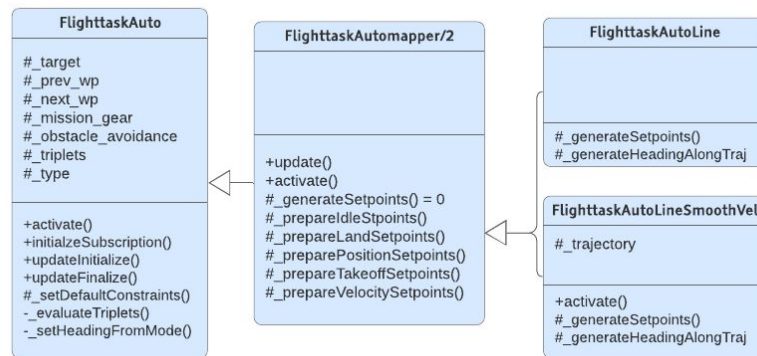 FlighttaskAuto
#_target
#_prev_wp
#_next_wp
#_mission_gear
#_obstacle_avoidance
#_triplets
#_type
+activate()
+initialzeSubscription()
+updateInitialize()
+updateFinalize()
#_setDefaultConstraints()
-_evaluateTriplets()
-_setHeadingFromMode()
FlighttaskAutomapper/2
+update()
+activate()
#_generateSetpoints() = 0
#_prepareIdleStpoints()
#_prepareLandSetpoints()
#_preparePositionSetpoints()
#_prepareTakeoffSetpoints()
#_prepareVelocitySetpoints()
FlighttaskAutoLine
#_generateSetpoints()
#_generateHeadingAlongTraj
FlighttaskAutoLineSmoothVel
#_trajectory
+activate()
#_generateSetpoints()
#_generateHeadingAlongTraj